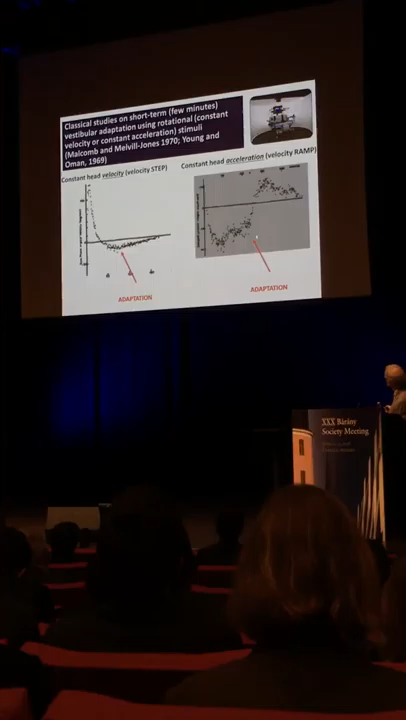 Classical studies on short-term (few minutes)
vestibular adaptation using rotational (constant
velocity or constant acceleration) stimuli
(Malcomb and Melvill-Jones 1970; Young and
Oman, 1969)
Constant head velocity (velocity STEP)
Constant head acceleration (velocity RAMP)
ADAPTATION
ADAPTATION
XXX Bárány
Society Meeting